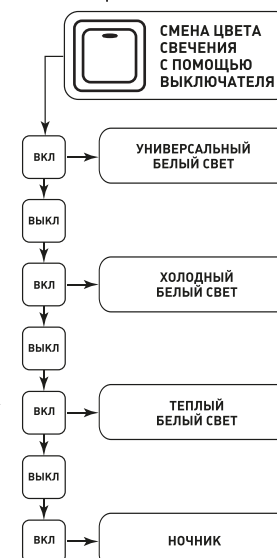 СМЕНА ЦВЕТА
СВЕЧЕНИЯ
С ПОМОЩЬЮ
ВЫКЛЮЧАТЕЛЯ
ВКЛ
УНИВЕРСАЛЬНЫЙ
БЕЛЫЙ СВЕТ
ВЫКЛ
ВКЛ
ХОЛОДНЫЙ
БЕЛЫЙ СВЕТ
ВЫКЛ
ВКЛ
ТЕПЛЫЙ
БЕЛЫЙ СВЕТ
ВЫКЛ
ВКЛ
НОЧНИК